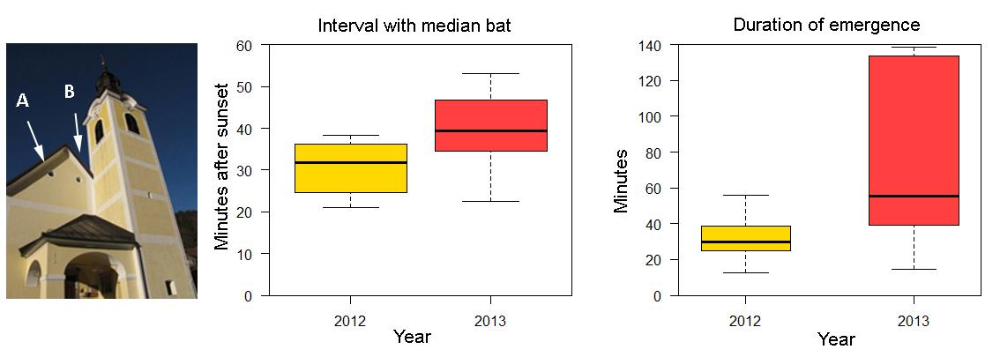 A
B
Interval with median bat
Minutes after sunset
60
50
40
30
20
10
0
2012
2013
Year
Duration of emergence
Minutes
140
120
100
80
60
40
20
0
2012
2013
Year